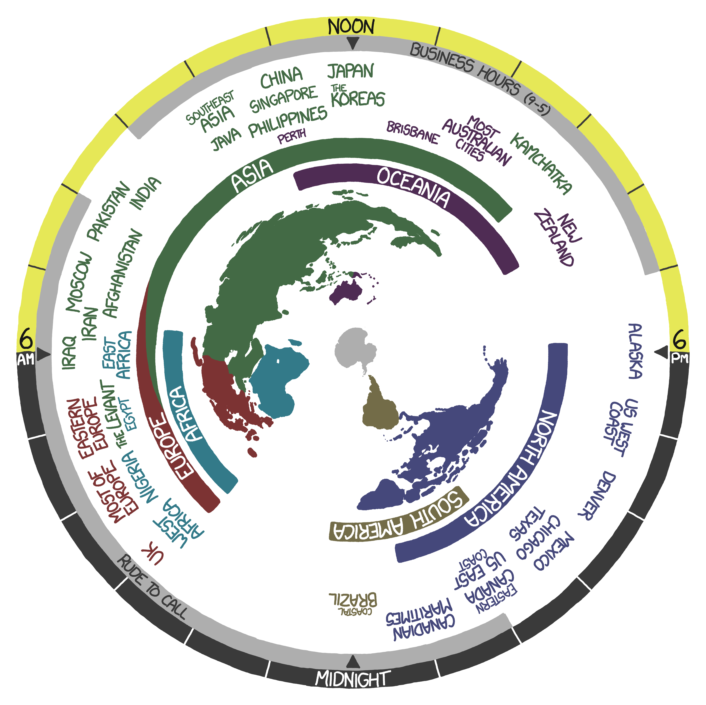 NOON
BUSINESS HOURS (9-5)
JAPAN
THE
KOREAS
CHINA
SINGAPORE
PHILIPPINES
PERTH
SOUTHEAST
ASIA
JAVA
BRISBANE
MOST
AUSTRALIAN
CITIES
KAMCHATKA
NEW
ZEALAND
ASIA
OCEANIA
INDIA
PAKISTAN
AFGHANISTAN
MOSCOW
IRAN
IRAQ
EAST
AFRICA
6
AM
6
PM
ALASKA
US WEST
COAST
DENVER
MEXICO
CHICAGO
TEXAS
US EAST
COAST
EASTERN
CANADA
CANADIAN
MARITIMES
COASTAL
BRAZIL
NORTH AMERICA
SOUTH AMERICA
AFRICA
EUROPE
THE LEVANT
EGYPT
EASTERN
EUROPE
MOST OF
EUROPE
NIGERIA
WEST
AFRICA
UK
RUDE TO CALL
MIDNIGHT